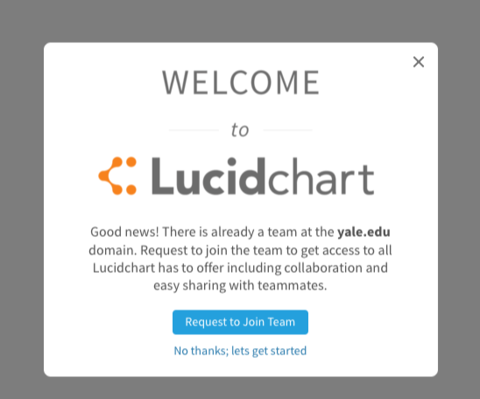 WELCOME
to
Lucidchart
Good news! There is already a team at the yale.edu
domain. Request to join the team to get access to all
Lucidchart has to offer including collaboration and
easy sharing with teammates.
Request to Join Team
No thanks; lets get started